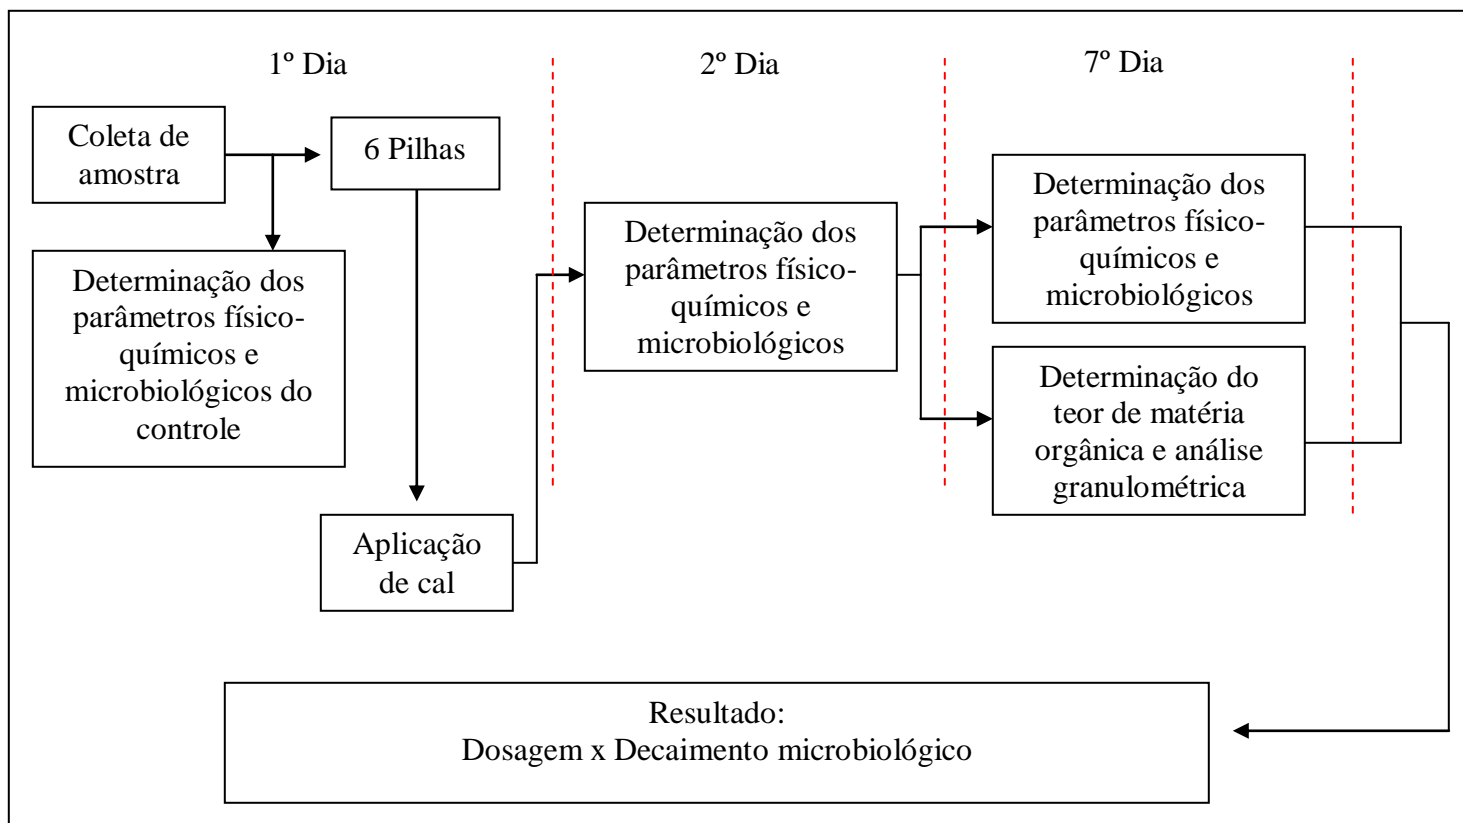 1º Dia
2º Dia
7º Dia
Coleta de
amostra
6 Pilhas
Determinação dos
parâmetros físico-
químicos e
microbiológicos do
controle
Aplicação
de cal
Determinação dos
parâmetros físico-
químicos e
microbiológicos
Determinação dos
parâmetros físico-
químicos e
microbiológicos
Determinação do
teor de matéria
orgânica e análise
granulométrica
Resultado:
Dosagem x Decaimento microbiológico